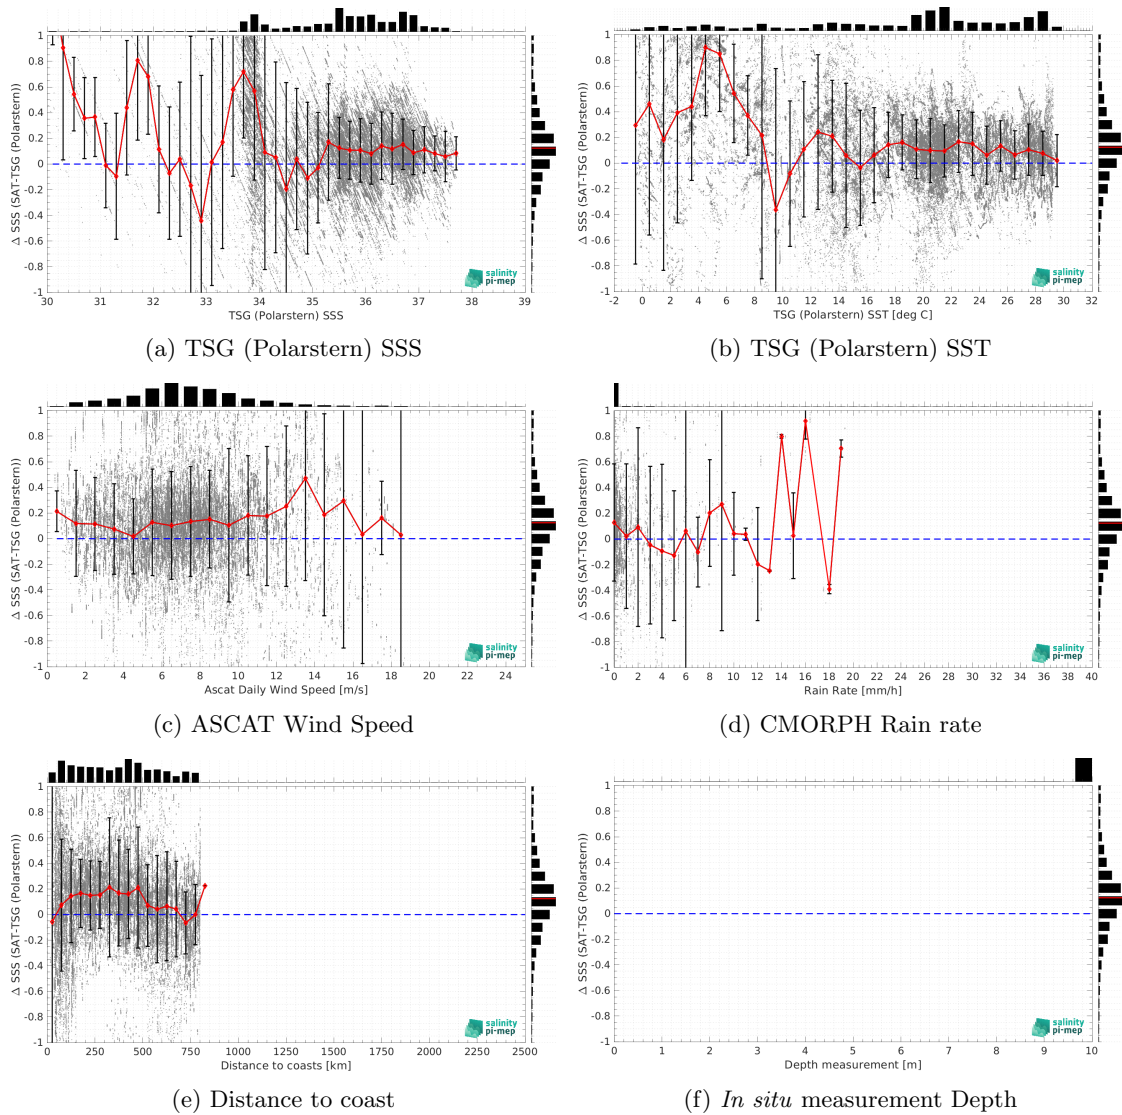 1
0.8
0.6
0.4
0.2
0
-0.2
-0.4
-0.6
-0.8
-1
Δ SSS (SAT-TSG (Polarstern))
salinity
pi-mep
30 31 32 33 34 35 36 37 38 39
TSG (Polarstern) SSS
(a) TSG (Polarstern) SSS
1
0.8
0.6
0.4
0.2
0
-0.2
-0.4
-0.6
-0.8
-1
Δ SSS (SAT-TSG (Polarstern))
salinity
pi-mep
-2 0 2 4 6 8 10 12 14 16 18 20 22 24 26 28 30 32
TSG (Polarstern) SST [deg C]
(b) TSG (Polarstern) SST
1
0.8
0.6
0.4
0.2
0
-0.2
-0.4
-0.6
-0.8
-1
Δ SSS (SAT-TSG (Polarstern))
salinity
pi-mep
0 2 4 6 8 10 12 14 16 18 20 22 24
Ascat Daily Wind Speed [m/s]
(c) ASCAT Wind Speed
1
0.8
0.6
0.4
0.2
0
-0.2
-0.4
-0.6
-0.8
-1
Δ SSS (SAT-TSG (Polarstern))
salinity
pi-mep
0 2 4 6 8 10 12 14 16 18 20 22 24 26 28 30 32 34 36 38 40
Rain Rate [mm/h]
(d) CMORPH Rain rate
1
0.8
0.6
0.4
0.2
0
-0.2
-0.4
-0.6
-0.8
-1
Δ SSS (SAT-TSG (Polarstern))
salinity
pi-mep
0 250 500 750 1000 1250 1500 1750 2000 2250 2500
Distance to coasts [km]
(e) Distance to coast
1
0.8
0.6
0.4
0.2
0
-0.2
-0.4
-0.6
-0.8
-1
Δ SSS (SAT-TSG (Polarstern))
salinity
pi-mep
0 1 2 3 4 5 6 7 8 9 10
Depth measurement [m]
(f) In situ measurement Depth